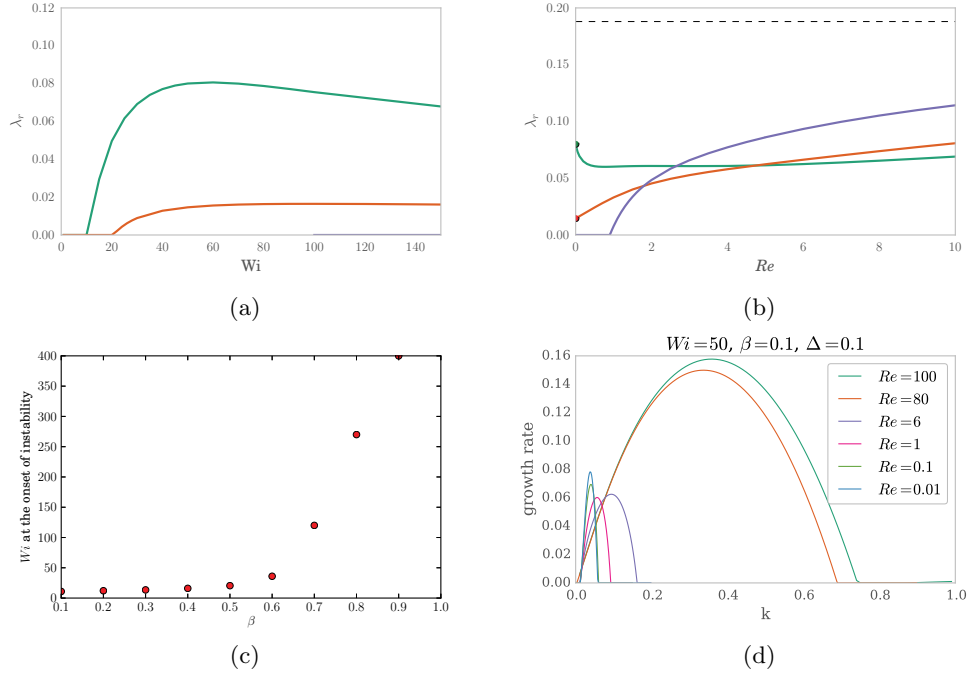 0.12
0.10
0.08
0.06
0.04
0.02
0.00
λr
0 20 40 60 80 100 120 140
Wi
(a)
0.20
0.15
0.10
0.05
0.00
λr
0 2 4 6 8 10
Re
(b)
400
350
300
250
200
150
100
50
0
Wi at the onset of instability
0.1 0.2 0.3 0.4 0.5 0.6 0.7 0.8 0.9 1.0
β
(c)
Wi=50, β=0.1, Δ=0.1
0.16
0.14
0.12
0.10
0.08
0.06
0.04
0.02
0.00
growth rate
Re=100
Re=80
Re=6
Re=1
Re=0.1
Re=0.01
0.0 0.2 0.4 0.6 0.8 1.0
k
(d)